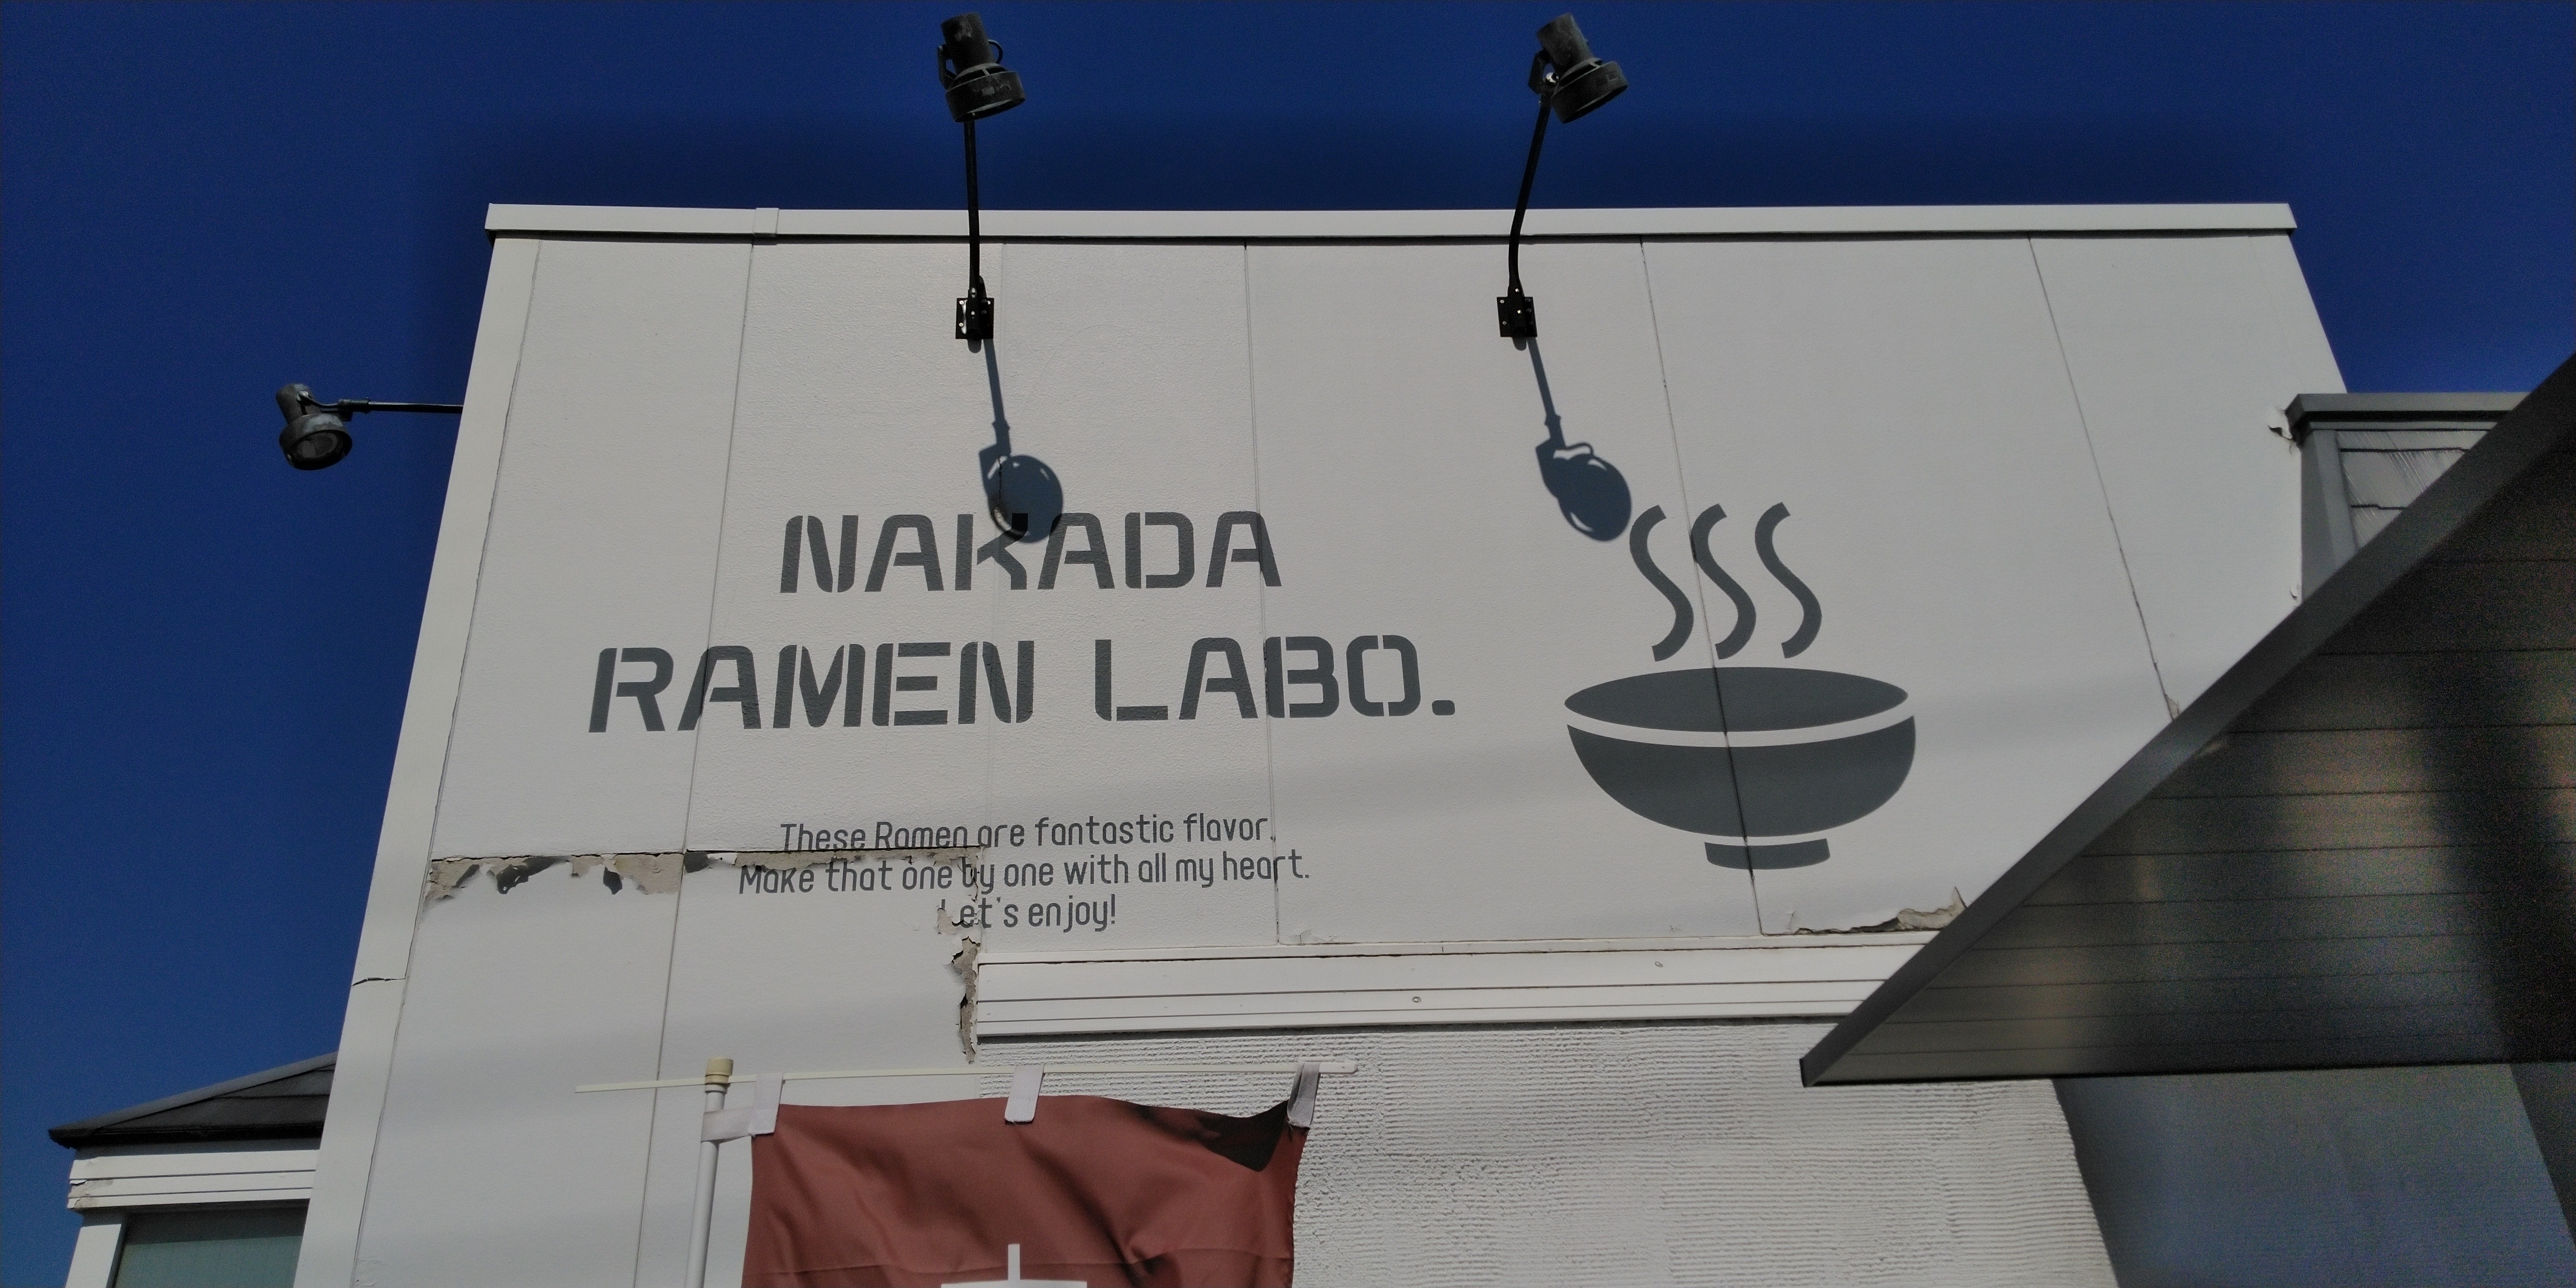 NAKADA
RAMEN LABO.
These Ramen are fantastic flavor.
Make that one by one with all my heart.
Let's enjoy!